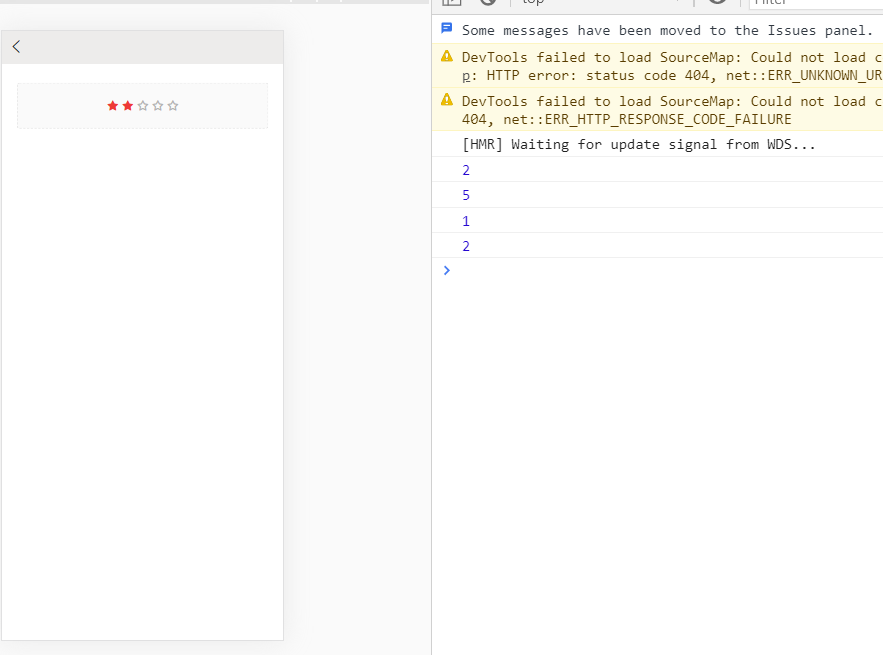 top
Filter
Some messages have been moved to the Issues panel.
DevTools failed to load SourceMap: Could not load c
p: HTTP error: status code 404, net::ERR_UNKNOWN_UR
DevTools failed to load SourceMap: Could not load c
404, net::ERR_HTTP_RESPONSE_CODE_FAILURE
[HMR] Waiting for update signal from WDS...
2
5
1
2